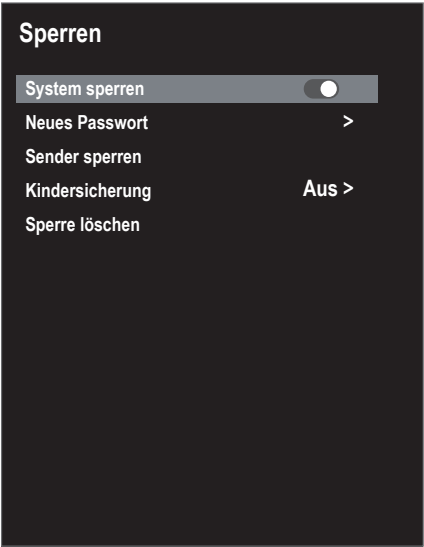 Sperren
System sperren
Neues Passwort >
Sender sperren
Kindersicherung Aus >
Sperre löschen